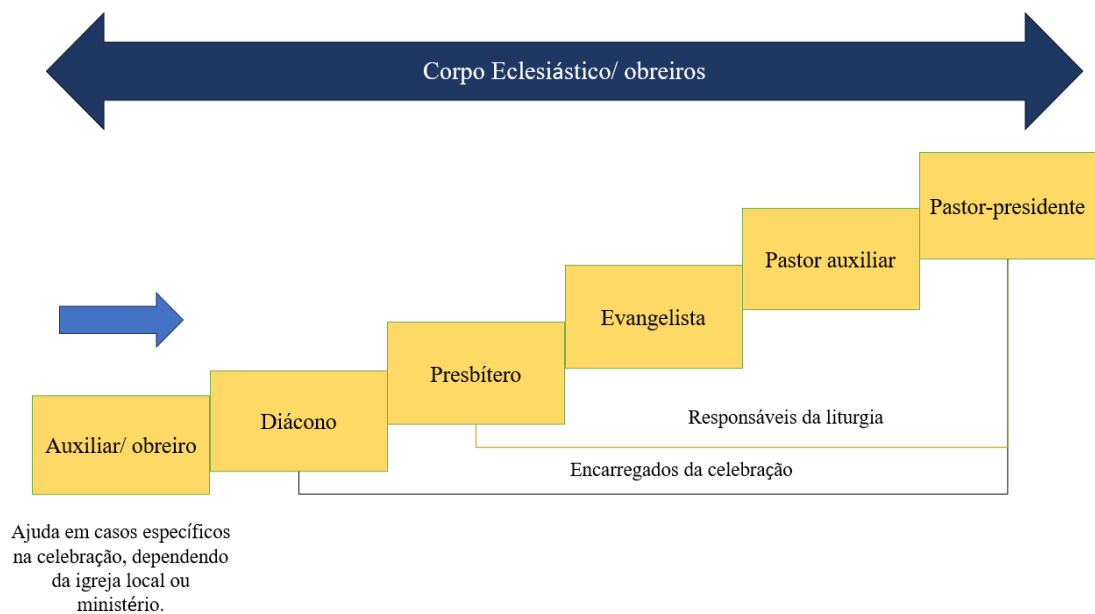 Corpo Eclesiástico/ obreiros
Pastor-presidente
Pastor auxiliar
Evangelista
Presbítero
Diácono
Auxiliar/ obreiro
Responsáveis da liturgia
Encarregados da celebração
Ajuda em casos específicos
na celebração, dependendo
da igreja local ou
ministério.